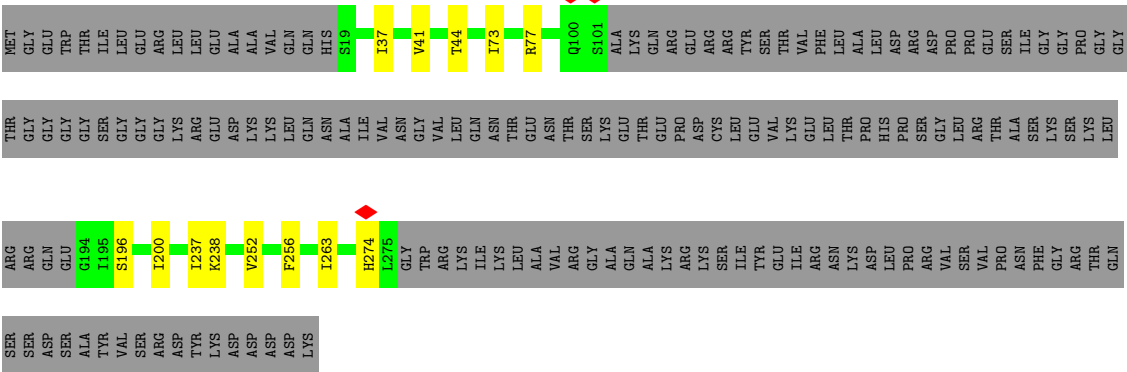 MET GLY GLU TRP THR ILE LEU GLU ARG LEU LEU GLU ALA ALA VAL GLN GLN HIS S19 I37 V41 T44 I73 R77 Q100 S101 ALA LYS GLN ARG GLU ARG ARG TYR SER THR VAL PHE LEU ALA LEU ASP ARG ASP PRO PRO GLU SER ILE GLY GLY PRO GLY GLY
THR GLY GLY GLY GLY SER GLY GLY GLY LYS ARG GLU ASP LYS LYS LEU GLN ASN ALA ILE VAL ASN GLY VAL LEU GLN ASN THR GLU ASN THR SER LYS GLU THR GLU PRO ASP CYS LEU GLU VAL LYS GLU LEU THR PRO HIS PRO SER GLY LEU ARG THR ALA SER LYS SER LYS LEU
ARG ARG GLN GLU G194 I195 S196 I200 I237 K238 V252 F256 I263 H274 L275 GLY TRP ARG LYS ILE LYS LEU ALA VAL ARG GLY ALA GLN ALA LYS ARG LYS SER ILE TYR GLU ILE ARG ASN LYS ASP LEU PRO ARG VAL SER VAL PRO ASN PHE GLY ARG THR GLN
SER SER ASP SER ALA TYR VAL SER ARG ASP TYR LYS ASP ASP ASP ASP LYS